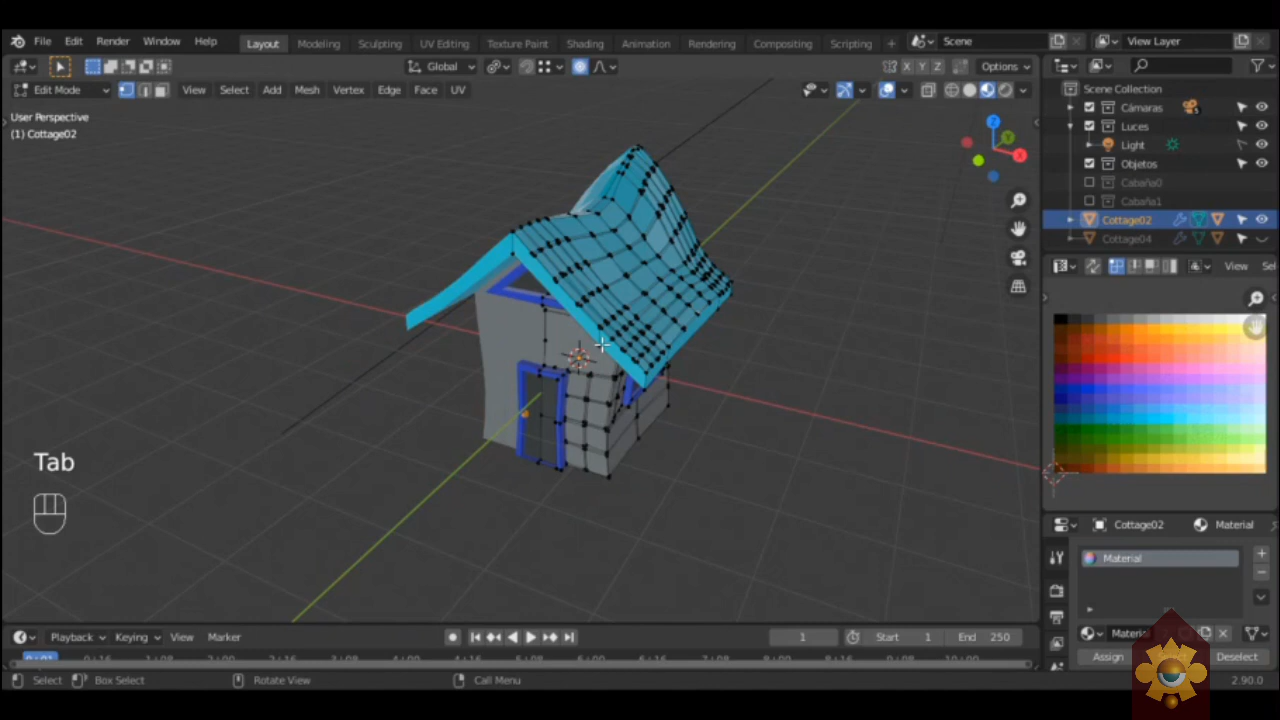 File Edit Render Window Help Layout Modeling Sculpting UV Editing Texture Paint Shading Animation Rendering Compositing Scripting + Scene View Layer
Global X Y Z Options
Edit Mode View Select Add Mesh Vertex Edge Face UV
User Perspective
(1) Cottage02
X
Z
Scene Collection
Cámaras
Luces
Light
Objetos
Cabaña0
Cabaña1
Cottage02
Cottage04
View
Tab
Cottage02 Material
Material
Playback Keying View Marker 1 Start 1 End 250
Assign Deselect
Select Box Select Rotate View Call Menu 2.90.0